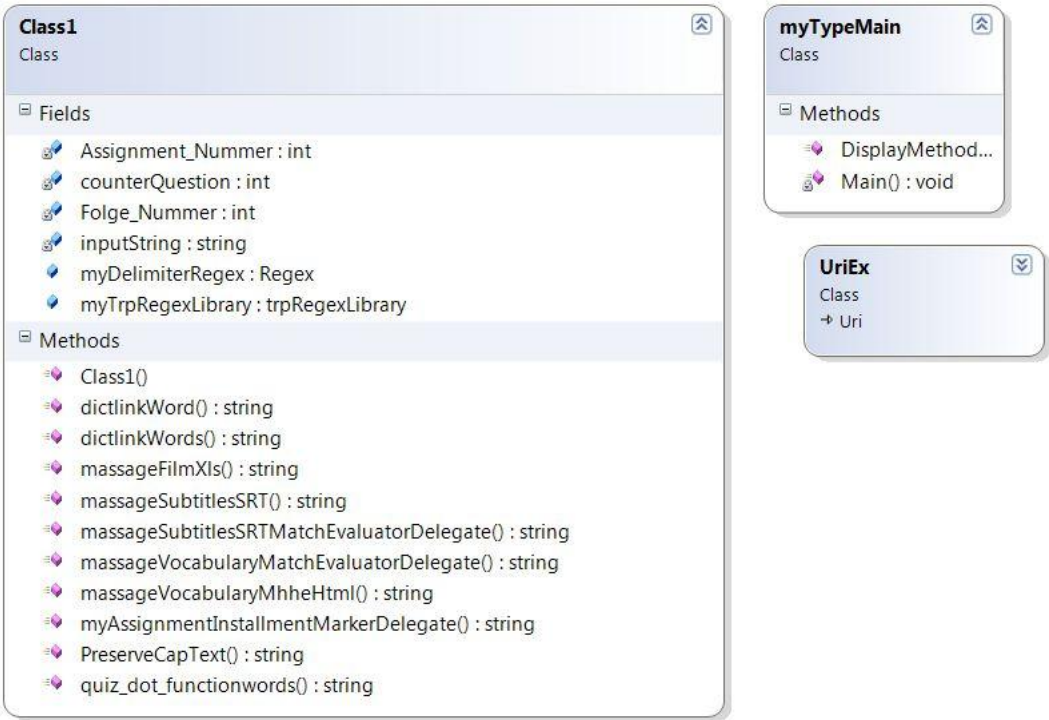 Class1
Class
Fields
Assignment_Nummer : int
counterQuestion : int
Folge_Nummer : int
inputString : string
myDelimiterRegex : Regex
myTrpRegexLibrary : trpRegexLibrary
Methods
Class1()
dictlinkWord() : string
dictlinkWords() : string
massageFilmXls() : string
massageSubtitlesSRT() : string
massageSubtitlesSRTMatchEvaluatorDelegate() : string
massageVocabularyMatchEvaluatorDelegate() : string
massageVocabularyMhheHtml() : string
myAssignmentInstallmentMarkerDelegate() : string
PreserveCapText() : string
quiz_dot_functionwords() : string
myTypeMain
Class
Methods
DisplayMethod...
Main() : void
UriEx
Class
Uri